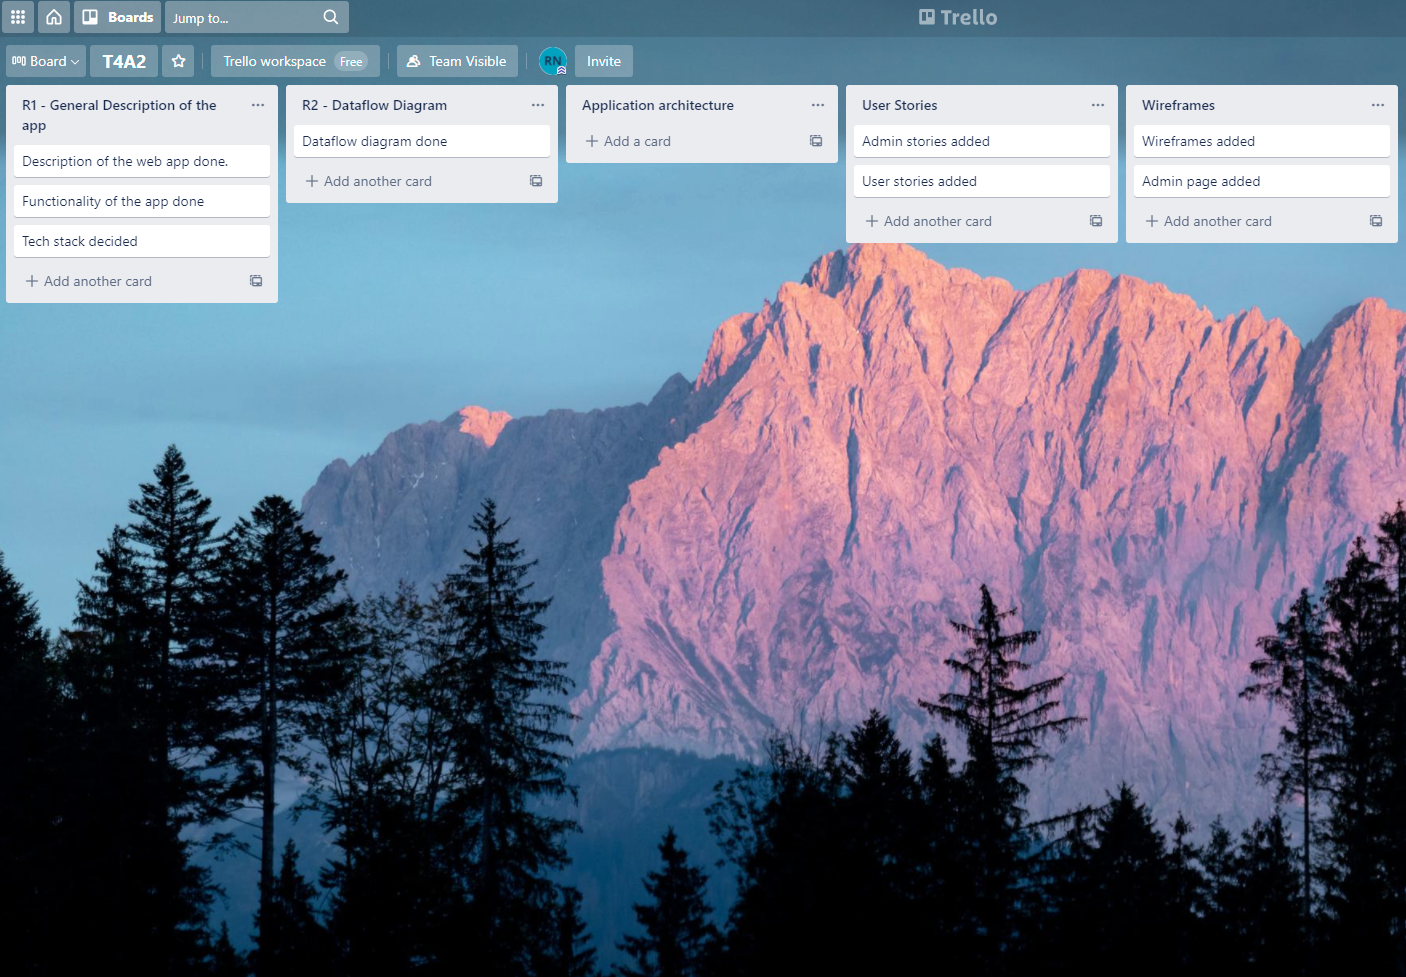 Boards
Jump to...
Trello
Board
T4A2
Trello workspace Free
Team Visible
RN
Invite
R1 - General Description of the
app
Description of the web app done.
Functionality of the app done
Tech stack decided
+ Add another card
R2 - Dataflow Diagram
Dataflow diagram done
+ Add another card
Application architecture
+ Add a card
User Stories
Admin stories added
User stories added
+ Add another card
Wireframes
Wireframes added
Admin page added
+ Add another card